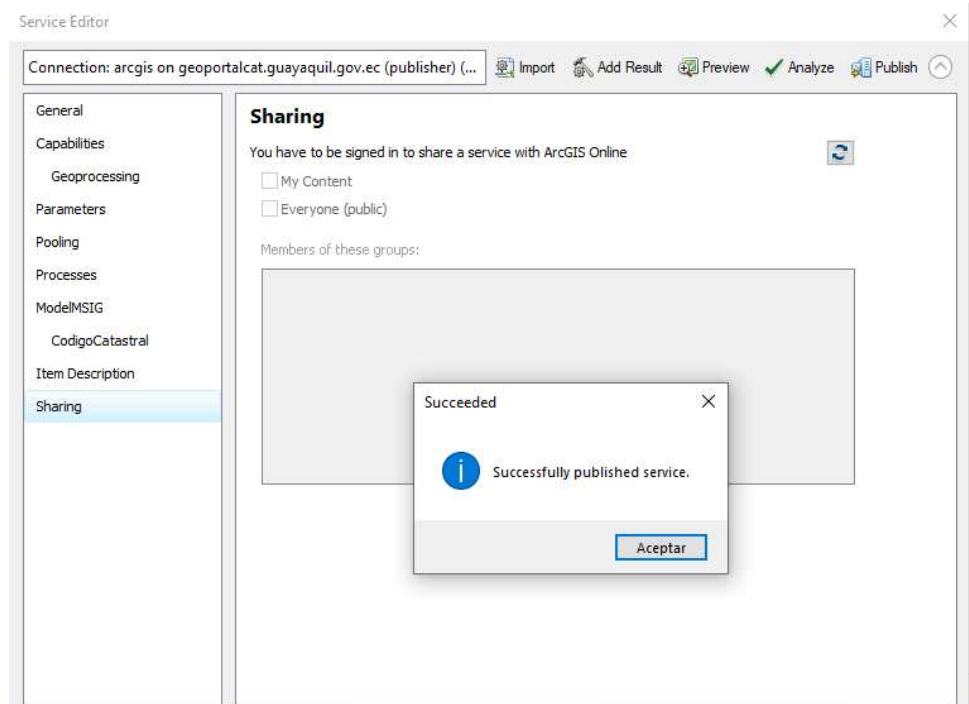 Service Editor
Connection: arcgis on geoportalcat.guayaquil.gov.ec (publisher) (... Import Add Result Preview Analyze Publish
General
Capabilities
Geoprocessing
Parameters
Pooling
Processes
ModelMSIG
CodigoCatastral
Item Description
Sharing
Sharing
You have to be signed in to share a service with ArcGIS Online
My Content
Everyone (public)
Members of these groups:
Succeeded
Successfully published service.
Aceptar